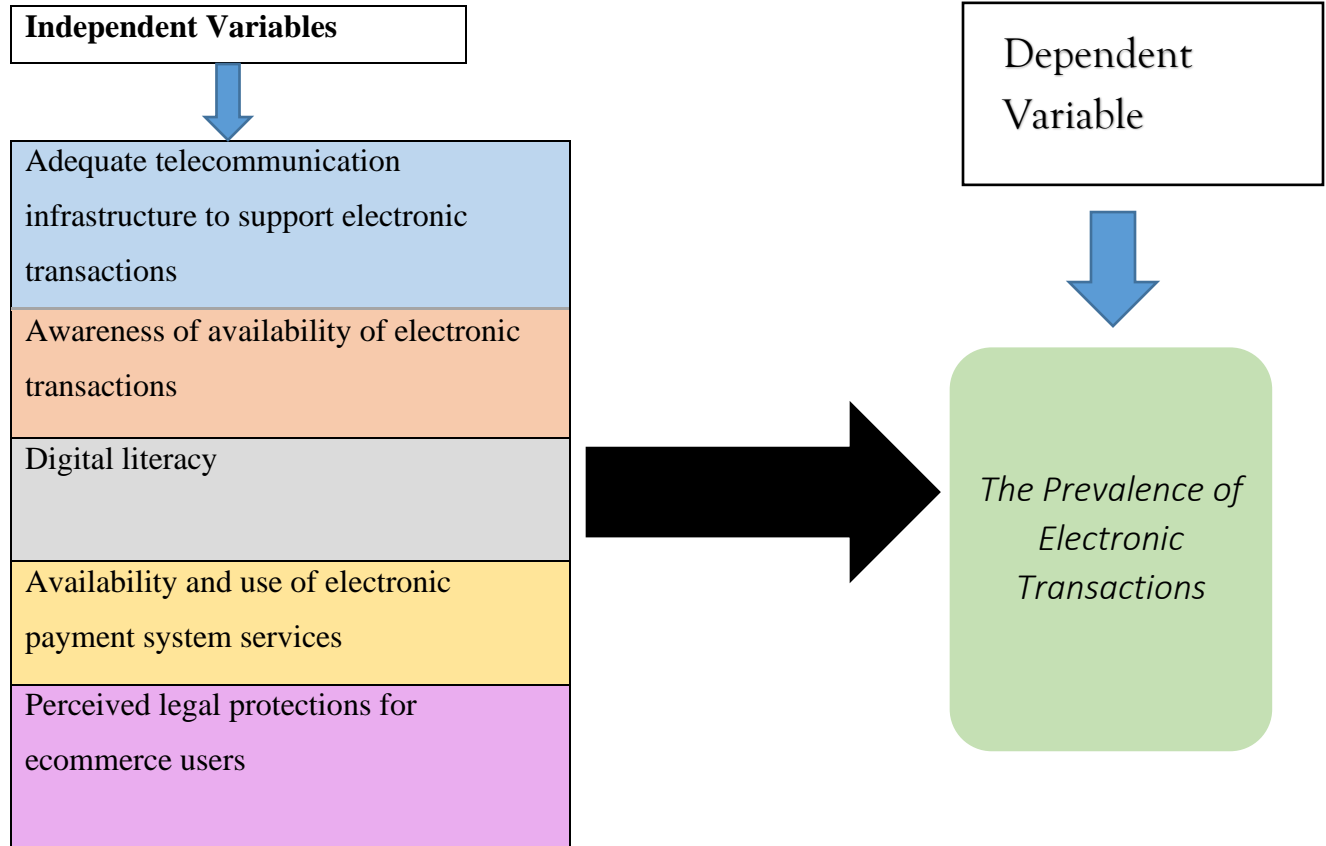 Independent Variables
Adequate telecommunication
infrastructure to support electronic
transactions
Awareness of availability of electronic
transactions
Digital literacy
Availability and use of electronic
payment system services
Perceived legal protections for
ecommerce users
Dependent
Variable
The Prevalence of
Electronic
Transactions